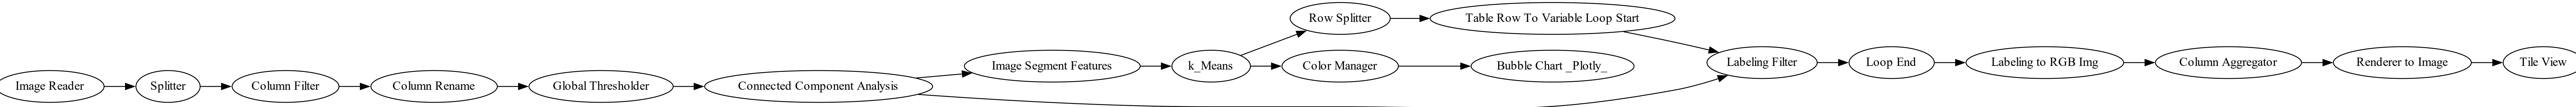 Image Reader
Splitter
Column Filter
Column Rename
Global Thresholder
Connected Component Analysis
Image Segment Features
k_Means
Row Splitter
Table Row To Variable Loop Start
Color Manager
Bubble Chart _Plotly_
Labeling Filter
Loop End
Labeling to RGB Img
Column Aggregator
Renderer to Image
Tile View